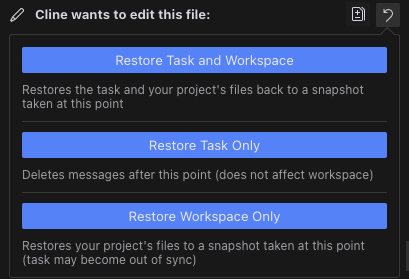 Cline wants to edit this file:
Restore Task and Workspace
Restores the task and your project's files back to a snapshot
taken at this point
Restore Task Only
Deletes messages after this point (does not affect workspace)
Restore Workspace Only
Restores your project's files to a snapshot taken at this point
(task may become out of sync)